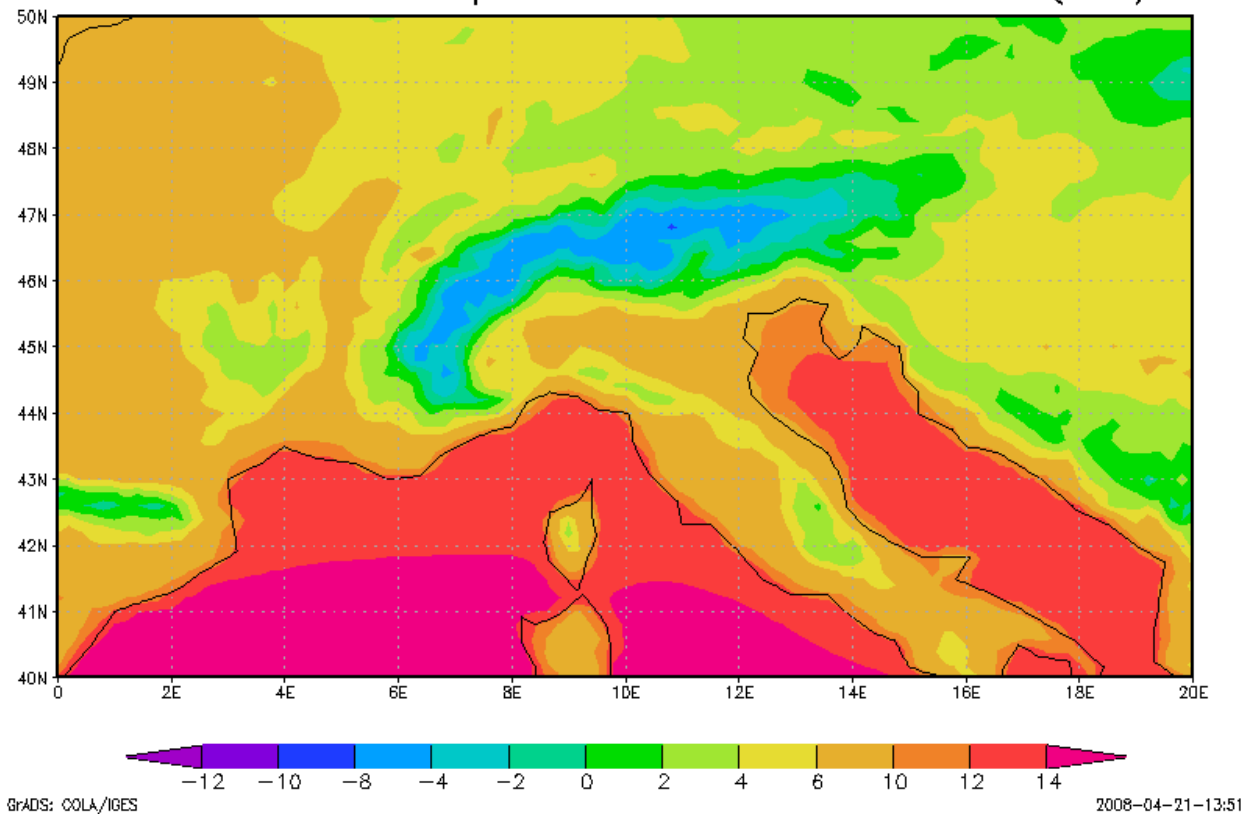 50N
49N
48N
47N
46N
45N
44N
43N
42N
41N
40N
0 2E 4E 6E 8E 10E 12E 14E 16E 18E 20E
−12 −10 −8 −4 −2 0 2 4 6 10 12 14
GrADS: COLA/IGES 2008−04−21−13:51